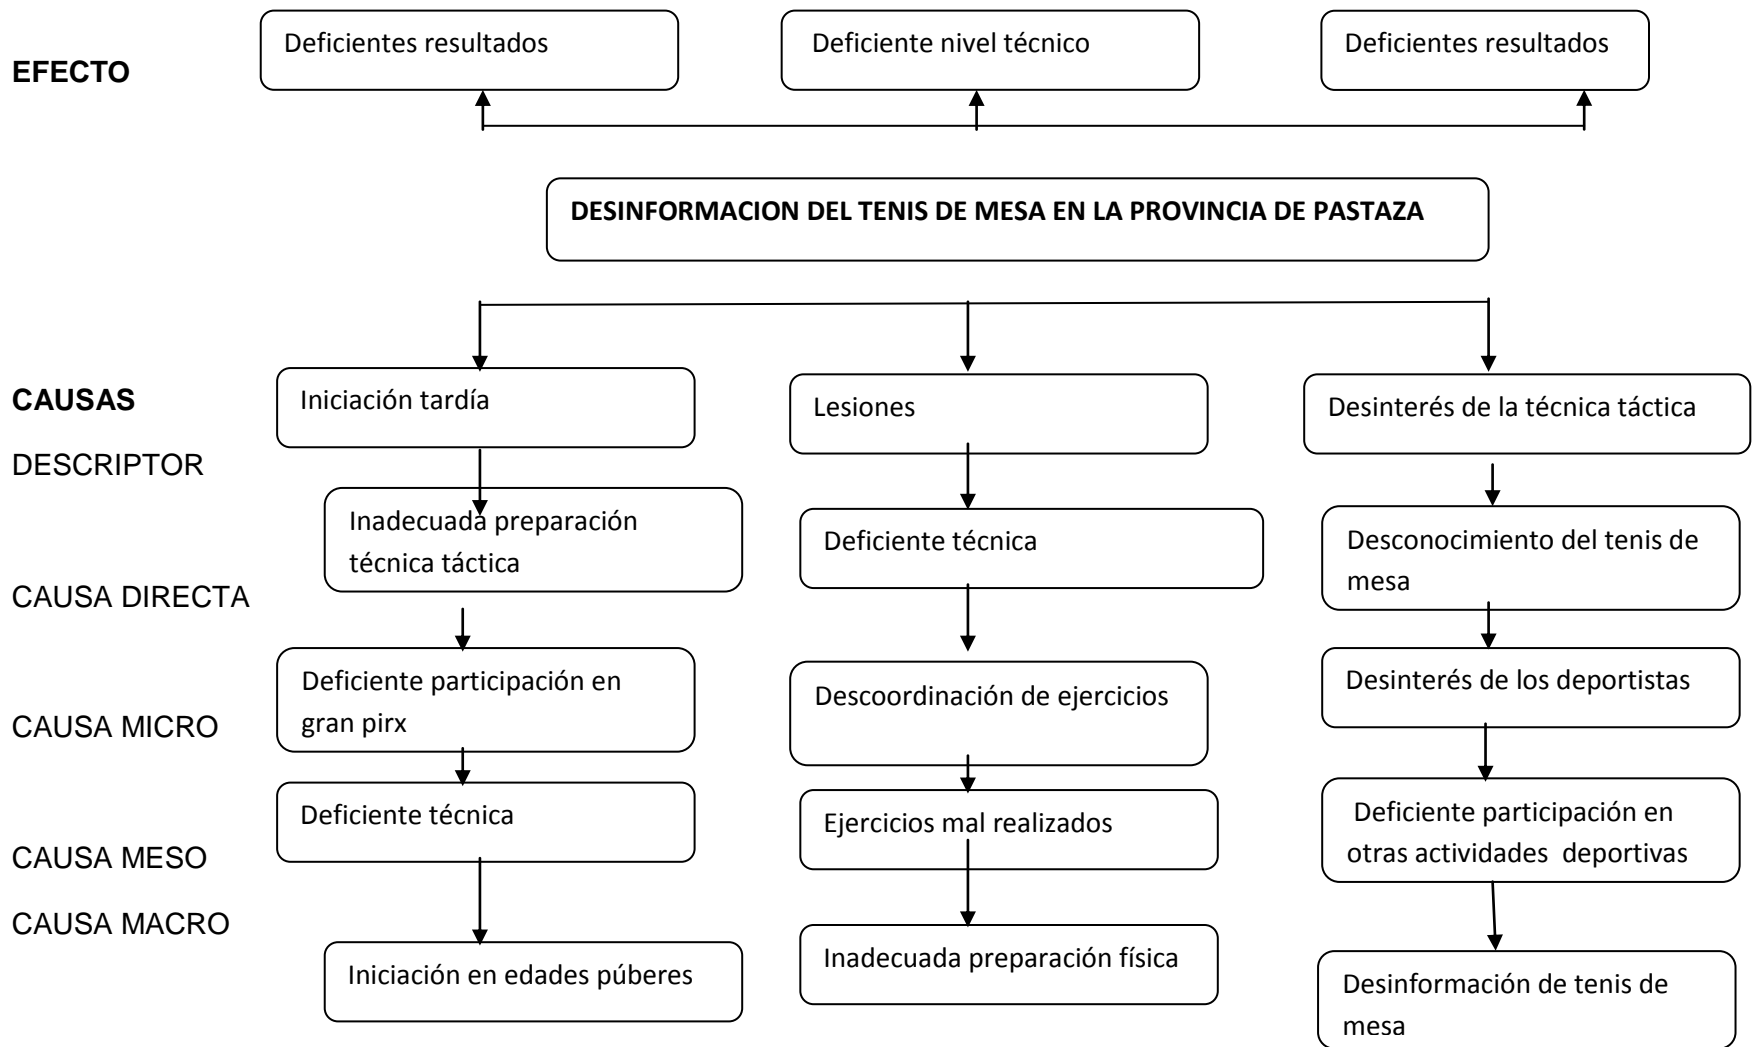 Deficientes resultados
Deficiente nivel técnico
Deficientes resultados
EFECTO
DESINFORMACION DEL TENIS DE MESA EN LA PROVINCIA DE PASTAZA
CAUSAS
Iniciación tardía
Lesiones
Desinterés de la técnica táctica
DESCRIPTOR
Inadecuada preparación
técnica táctica
Deficiente técnica
Desconocimiento del tenis de
mesa
CAUSA DIRECTA
Deficiente participación en
gran pirx
Descoordinación de ejercicios
Desinterés de los deportistas
CAUSA MICRO
Deficiente técnica
Ejercicios mal realizados
Deficiente participación en
otras actividades deportivas
CAUSA MESO
CAUSA MACRO
Iniciación en edades púberes
Inadecuada preparación física
Desinformación de tenis de
mesa